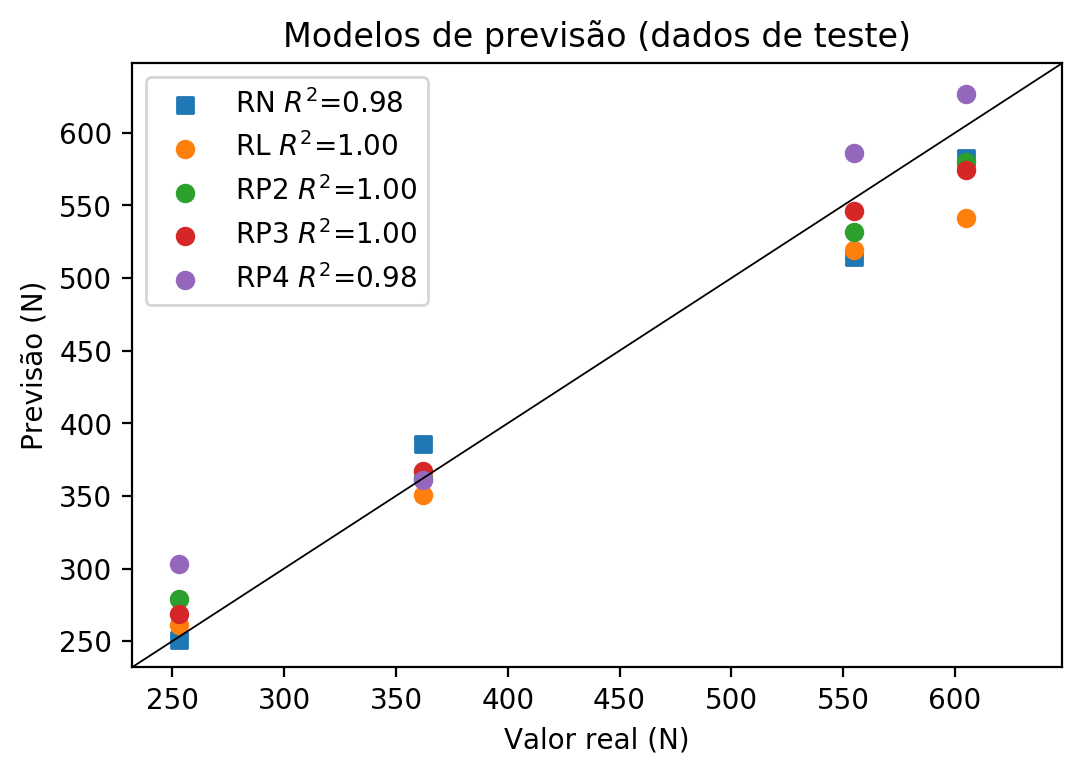 Modelos de previsão (dados de teste)
RN R²=0.98
RL R²=1.00
RP2 R²=1.00
RP3 R²=1.00
RP4 R²=0.98
Previsão (N)
600
550
500
450
400
350
300
250
250 300 350 400 450 500 550 600
Valor real (N)